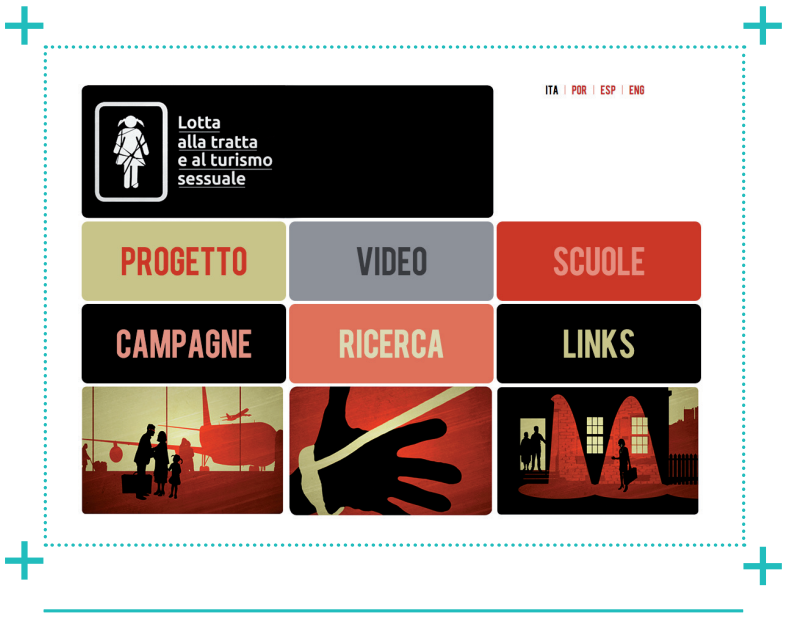 ITA | POR | ESP | ENG
Lotta
alla tratta
e al turismo
sessuale
PROGETTO VIDEO SCUOLE
CAMPAGNE RICERCA LINKS